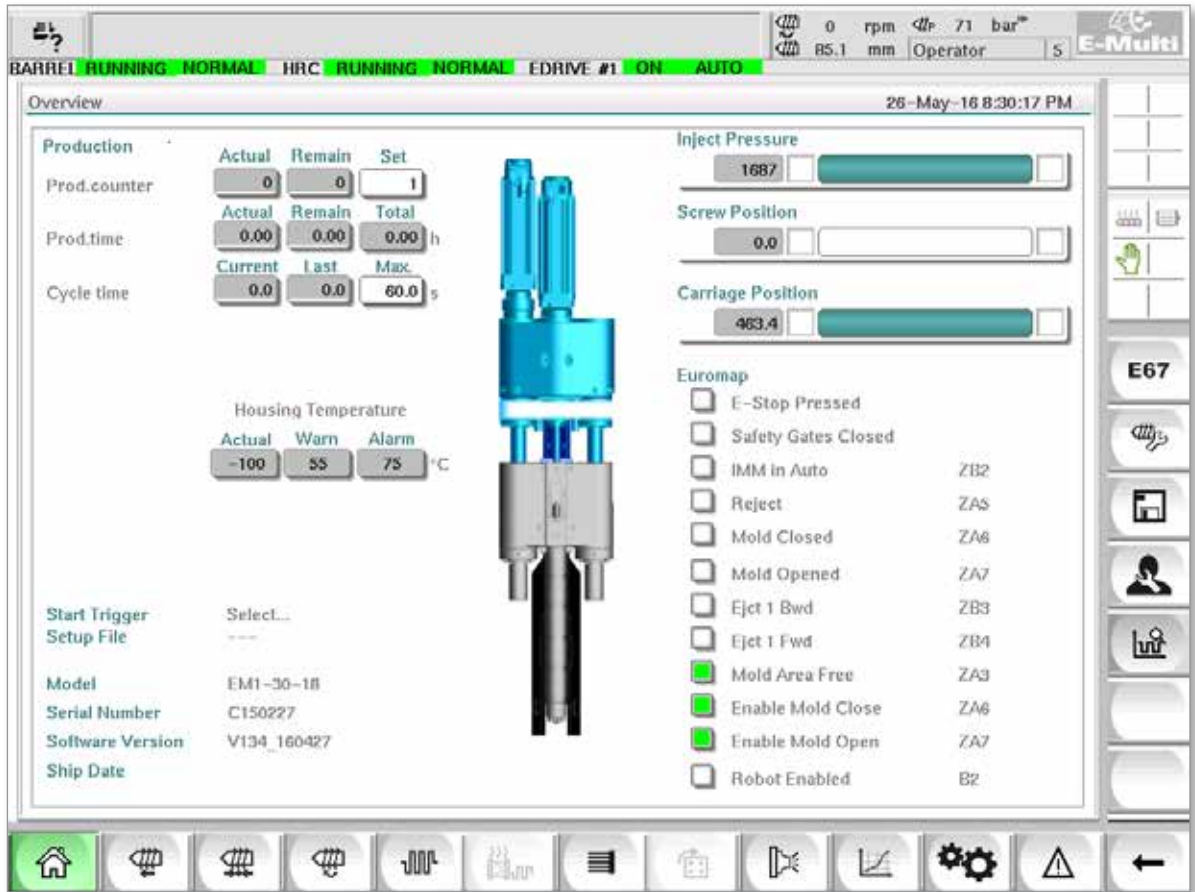 0 rpm 71 bar
85.1 mm Operator 5
E-Multi
BARREL RUNNING NORMAL HRC RUNNING NORMAL EDRIVE #1 ON AUTO
Overview 26-May-16 8:30:17 PM
Production
Actual Remain Set
Prod.counter 0 0 1
Actual Remain Total
Prod.time 0.00 0.00 0.00 h
Current Last Max.
Cycle time 0.0 0.0 60.0 s
Housing Temperature
Actual Warn Alarm
-100 55 75 °C
Start Trigger Select...
Setup File ---
Model EM1-30-18
Serial Number C150227
Software Version V134_160427
Ship Date
Inject Pressure
1687
Screw Position
0.0
Carriage Position
463.4
Euromap
E-Stop Pressed
Safety Gates Closed
IMM in Auto ZB2
Reject ZA5
Mold Closed ZA6
Mold Opened ZA7
Ejct 1 Bwd ZB3
Ejct 1 Fwd ZB4
Mold Area Free ZA3
Enable Mold Close ZA6
Enable Mold Open ZA7
Robot Enabled B2
E67